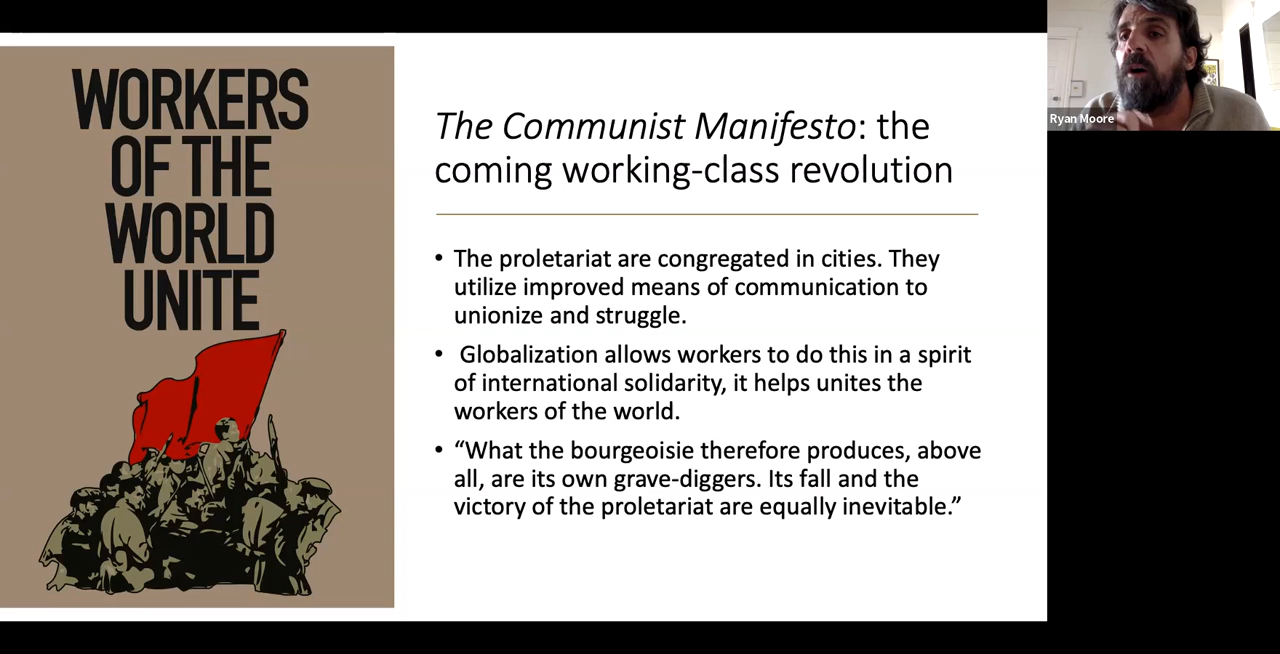 WORKERS
OF THE
WORLD
UNITE
The Communist Manifesto: the
coming working-class revolution
• The proletariat are congregated in cities. They
utilize improved means of communication to
unionize and struggle.
• Globalization allows workers to do this in a spirit
of international solidarity, it helps unites the
workers of the world.
• “What the bourgeoisie therefore produces, above
all, are its own grave-diggers. Its fall and the
victory of the proletariat are equally inevitable.”
Ryan Moore